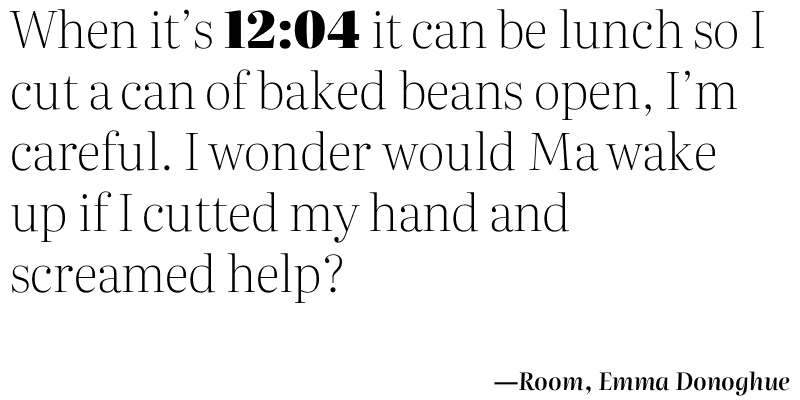 When it’s 12:04 it can be lunch so I
cut a can of baked beans open, I’m
careful. I wonder would Ma wake
up if I cutted my hand and
screamed help?
—Room, Emma Donoghue